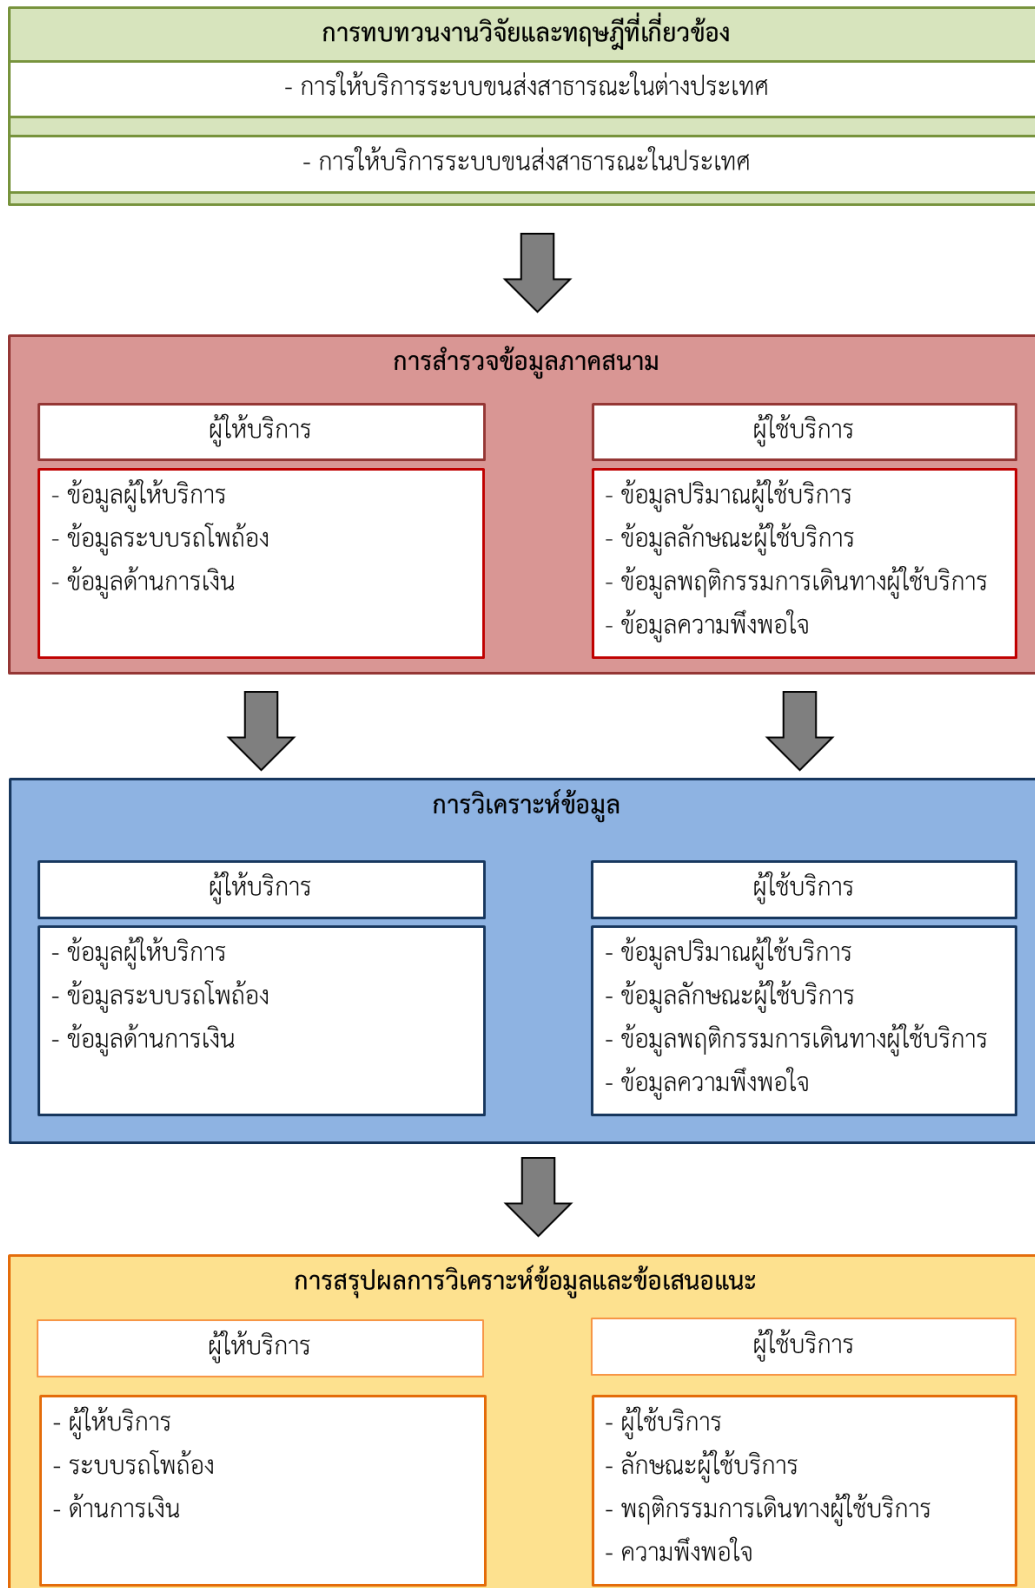 การทบทวนงานวิจัยและทฤษฎีที่เกี่ยวข้อง
- การให้บริการระบบขนส่งสาธารณะในต่างประเทศ
- การให้บริการระบบขนส่งสาธารณะในประเทศ
การสำรวจข้อมูลภาคสนาม
ผู้ให้บริการ
- ข้อมูลผู้ให้บริการ
- ข้อมูลระบบรถโพถ้อง
- ข้อมูลด้านการเงิน
ผู้ใช้บริการ
- ข้อมูลปริมาณผู้ใช้บริการ
- ข้อมูลลักษณะผู้ใช้บริการ
- ข้อมูลพฤติกรรมการเดินทางผู้ใช้บริการ
- ข้อมูลความพึงพอใจ
การวิเคราะห์ข้อมูล
ผู้ให้บริการ
- ข้อมูลผู้ให้บริการ
- ข้อมูลระบบรถโพถ้อง
- ข้อมูลด้านการเงิน
ผู้ใช้บริการ
- ข้อมูลปริมาณผู้ใช้บริการ
- ข้อมูลลักษณะผู้ใช้บริการ
- ข้อมูลพฤติกรรมการเดินทางผู้ใช้บริการ
- ข้อมูลความพึงพอใจ
การสรุปผลการวิเคราะห์ข้อมูลและข้อเสนอแนะ
ผู้ให้บริการ
- ผู้ให้บริการ
- ระบบรถโพถ้อง
- ด้านการเงิน
ผู้ใช้บริการ
- ผู้ใช้บริการ
- ลักษณะผู้ใช้บริการ
- พฤติกรรมการเดินทางผู้ใช้บริการ
- ความพึงพอใจ